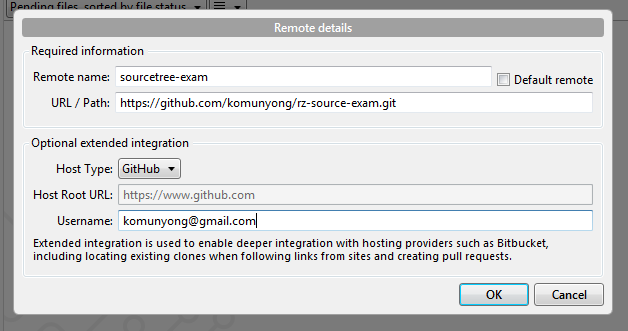 Pending files, sorted by file status
Remote details
Required information
Remote name: sourcetree-exam
Default remote
URL / Path: https://github.com/komunyong/rz-source-exam.git
Optional extended integration
Host Type: GitHub
Host Root URL: https://www.github.com
Username: komunyong@gmail.com
Extended integration is used to enable deeper integration with hosting providers such as Bitbucket,
including locating existing clones when following links from sites and creating pull requests.
OK Cancel